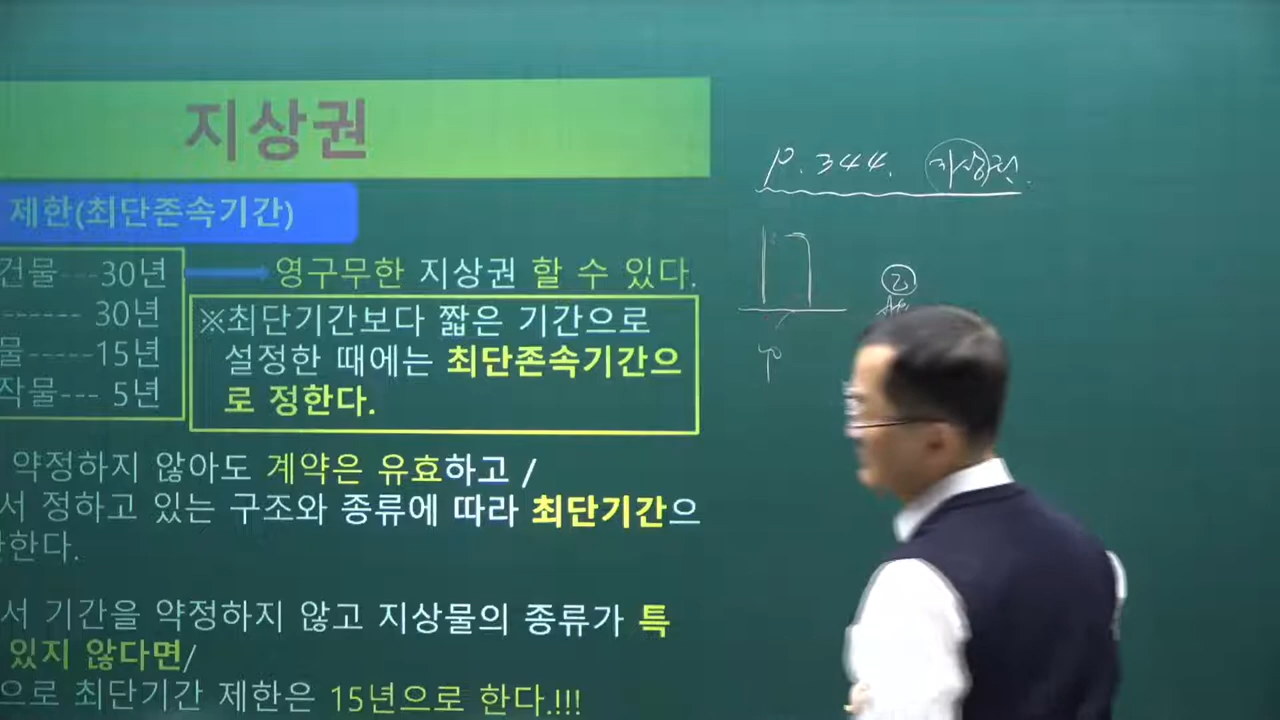 지상권
제한(최단존속기간)
건물---30년
영구무한 지상권 할 수 있다.
------ 30년
물-----15년
작물--- 5년
※최단기간보다 짧은 기간으로
설정한 때에는 최단존속기간으
로 정한다.
약정하지 않아도 계약은 유효하고 /
서 정하고 있는 구조와 종류에 따라 최단기간으
한다.
서 기간을 약정하지 않고 지상물의 종류가 특
있지 않다면/
으로 최단기간 제한은 15년으로 한다.!!!
P.344. 지상권.
乙